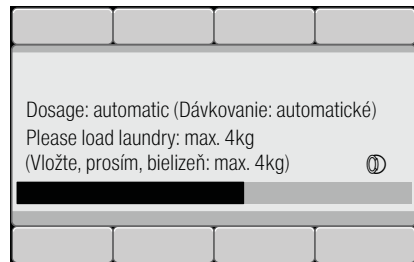 Dosage: automatic (Dávkovanie: automatické)
Please load laundry: max. 4kg
(Vložte, prosím, bielizeň: max. 4kg)